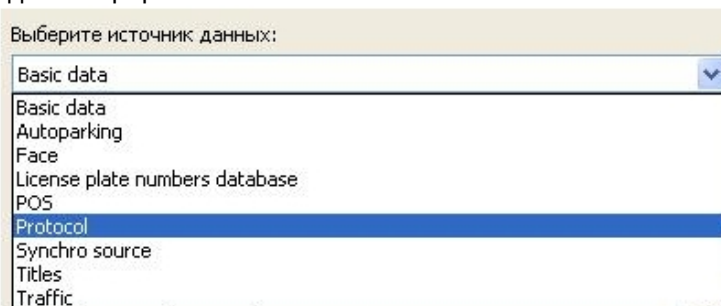 Выберите источник данных:
Basic data
Basic data
Autoparking
Face
License plate numbers database
POS
Protocol
Synchro source
Titles
Traffic